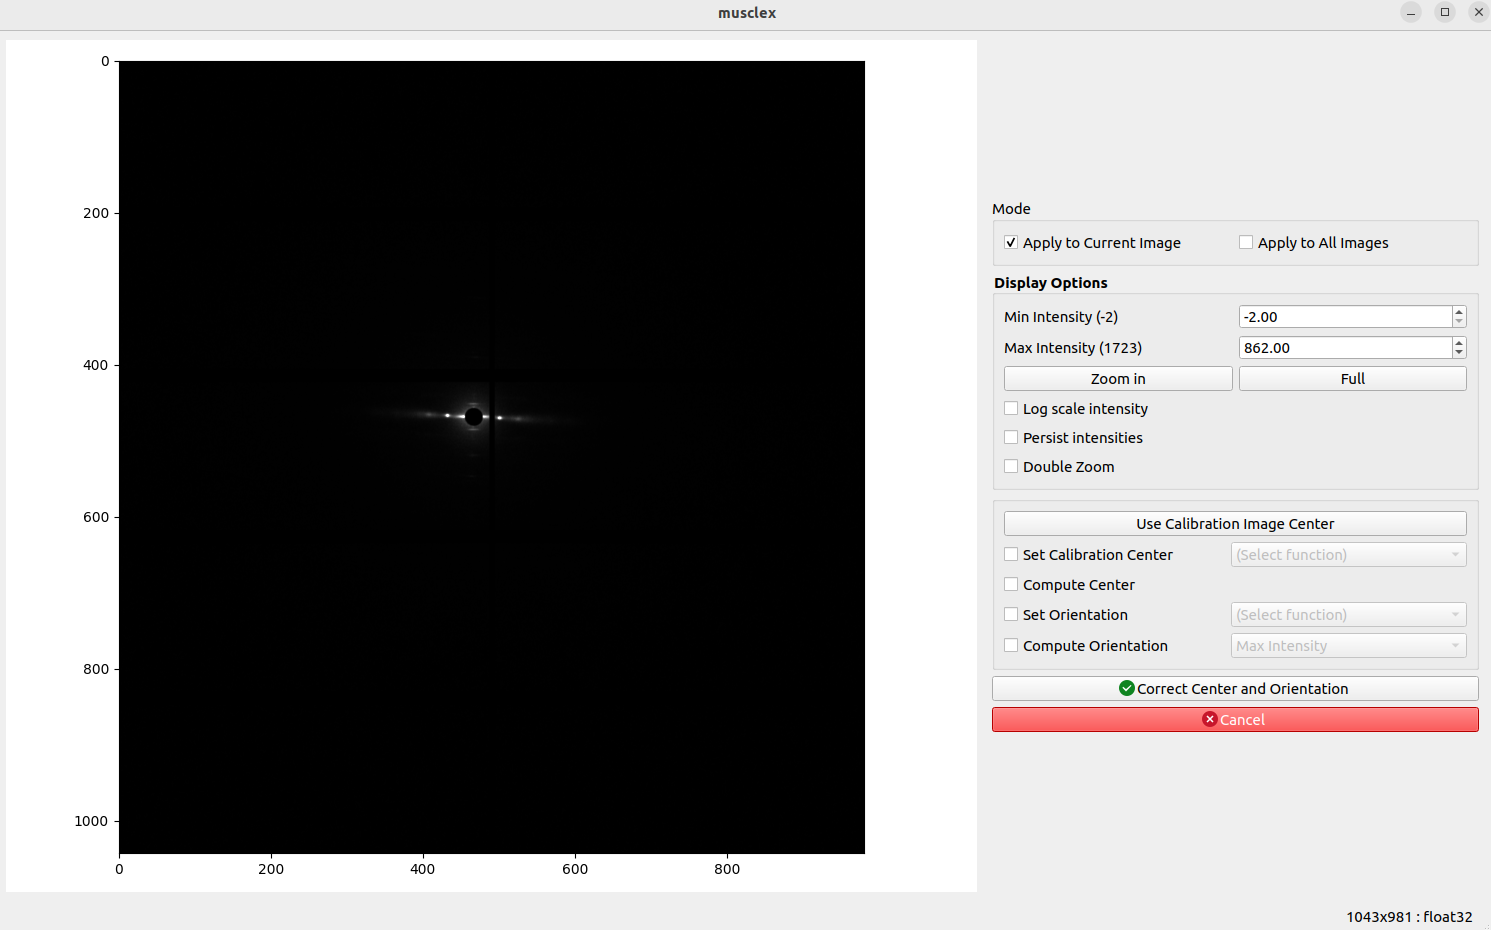 musclex
0
200
400
600
800
1000
0 200 400 600 800
Mode
Apply to Current Image Apply to All Images
Display Options
Min Intensity (-2) -2.00
Max Intensity (1723) 862.00
Zoom in Full
Log scale intensity
Persist intensities
Double Zoom
Use Calibration Image Center
Set Calibration Center (Select function)
Compute Center
Set Orientation (Select function)
Compute Orientation Max Intensity
Correct Center and Orientation
Cancel
1043x981 : float32